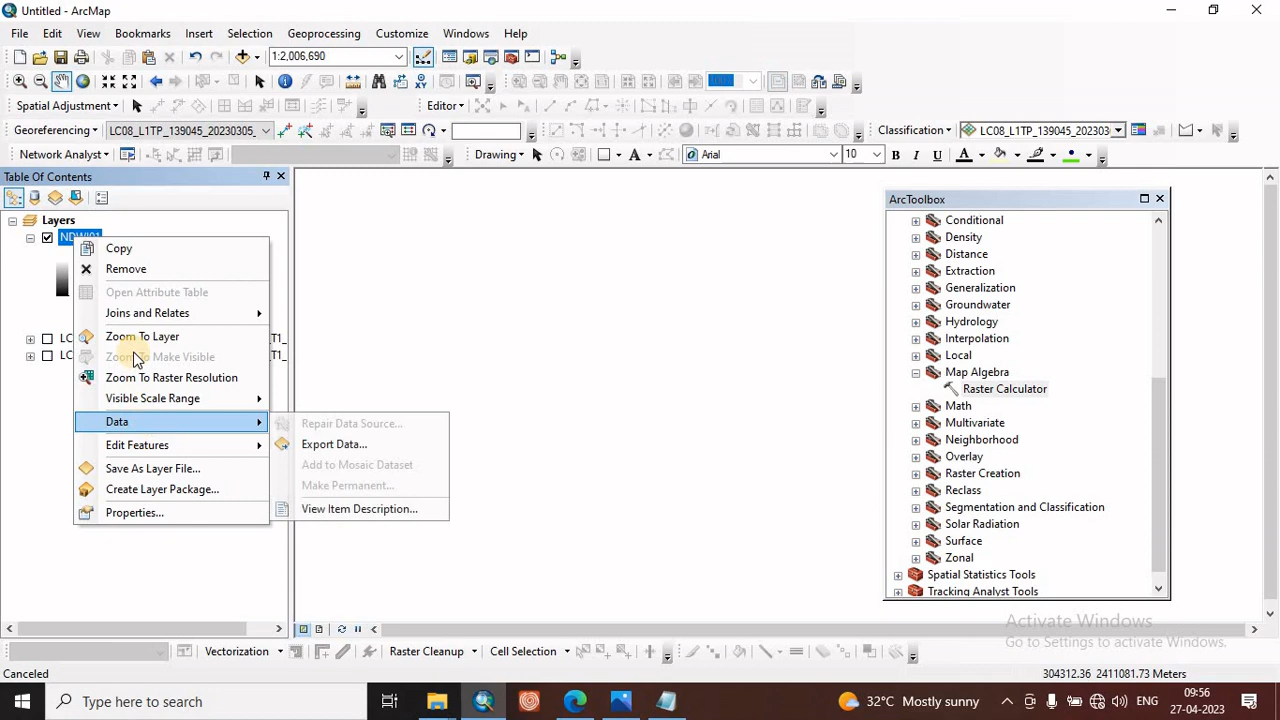 Untitled - ArcMap
File Edit View Bookmarks Insert Selection Geoprocessing Customize Windows Help
1:2,006,690
Spatial Adjustment Editor
Georeferencing LC08_L1TP_139045_20230305_ Classification LC08_L1TP_139045_202303
Network Analyst Drawing Arial 10 B I U A
Table Of Contents
ArcToolbox
Layers
NDWI01
Copy
Remove
Open Attribute Table
Joins and Relates
Zoom To Layer
LC T1_
Zoom To Make Visible
LC T1_
Zoom To Raster Resolution
Visible Scale Range
Data
Edit Features
Save As Layer File...
Create Layer Package...
Properties...
Repair Data Source...
Export Data...
Add to Mosaic Dataset
Make Permanent...
View Item Description...
Conditional
Density
Distance
Extraction
Generalization
Groundwater
Hydrology
Interpolation
Local
Map Algebra
Raster Calculator
Math
Multivariate
Neighborhood
Overlay
Raster Creation
Reclass
Segmentation and Classification
Solar Radiation
Surface
Zonal
Spatial Statistics Tools
Tracking Analyst Tools
Activate Windows
Go to Settings to activate Windows.
Vectorization Raster Cleanup Cell Selection
Canceled 304312.36 2411081.73 Meters
Type here to search 32°C Mostly sunny ENG 09:56
27-04-2023